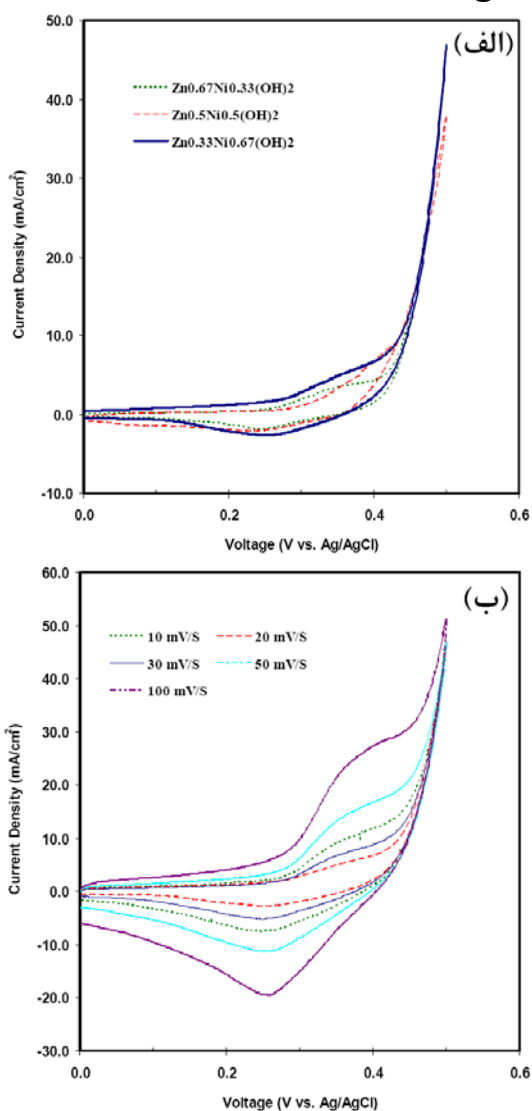 (الف)
50.0
40.0
30.0
20.0
10.0
0.0
-10.0
Current Density (mA/cm²)
Zn0.67Ni0.33(OH)2
Zn0.5Ni0.5(OH)2
Zn0.33Ni0.67(OH)2
0.0 0.2 0.4 0.6
Voltage (V vs. Ag/AgCl)
(ب)
60.0
50.0
40.0
30.0
20.0
10.0
0.0
-10.0
-20.0
-30.0
Current Density (mA/cm²)
10 mV/S 20 mV/S
30 mV/S 50 mV/S
100 mV/S
0.0 0.2 0.4 0.6
Voltage (V vs. Ag/AgCl)